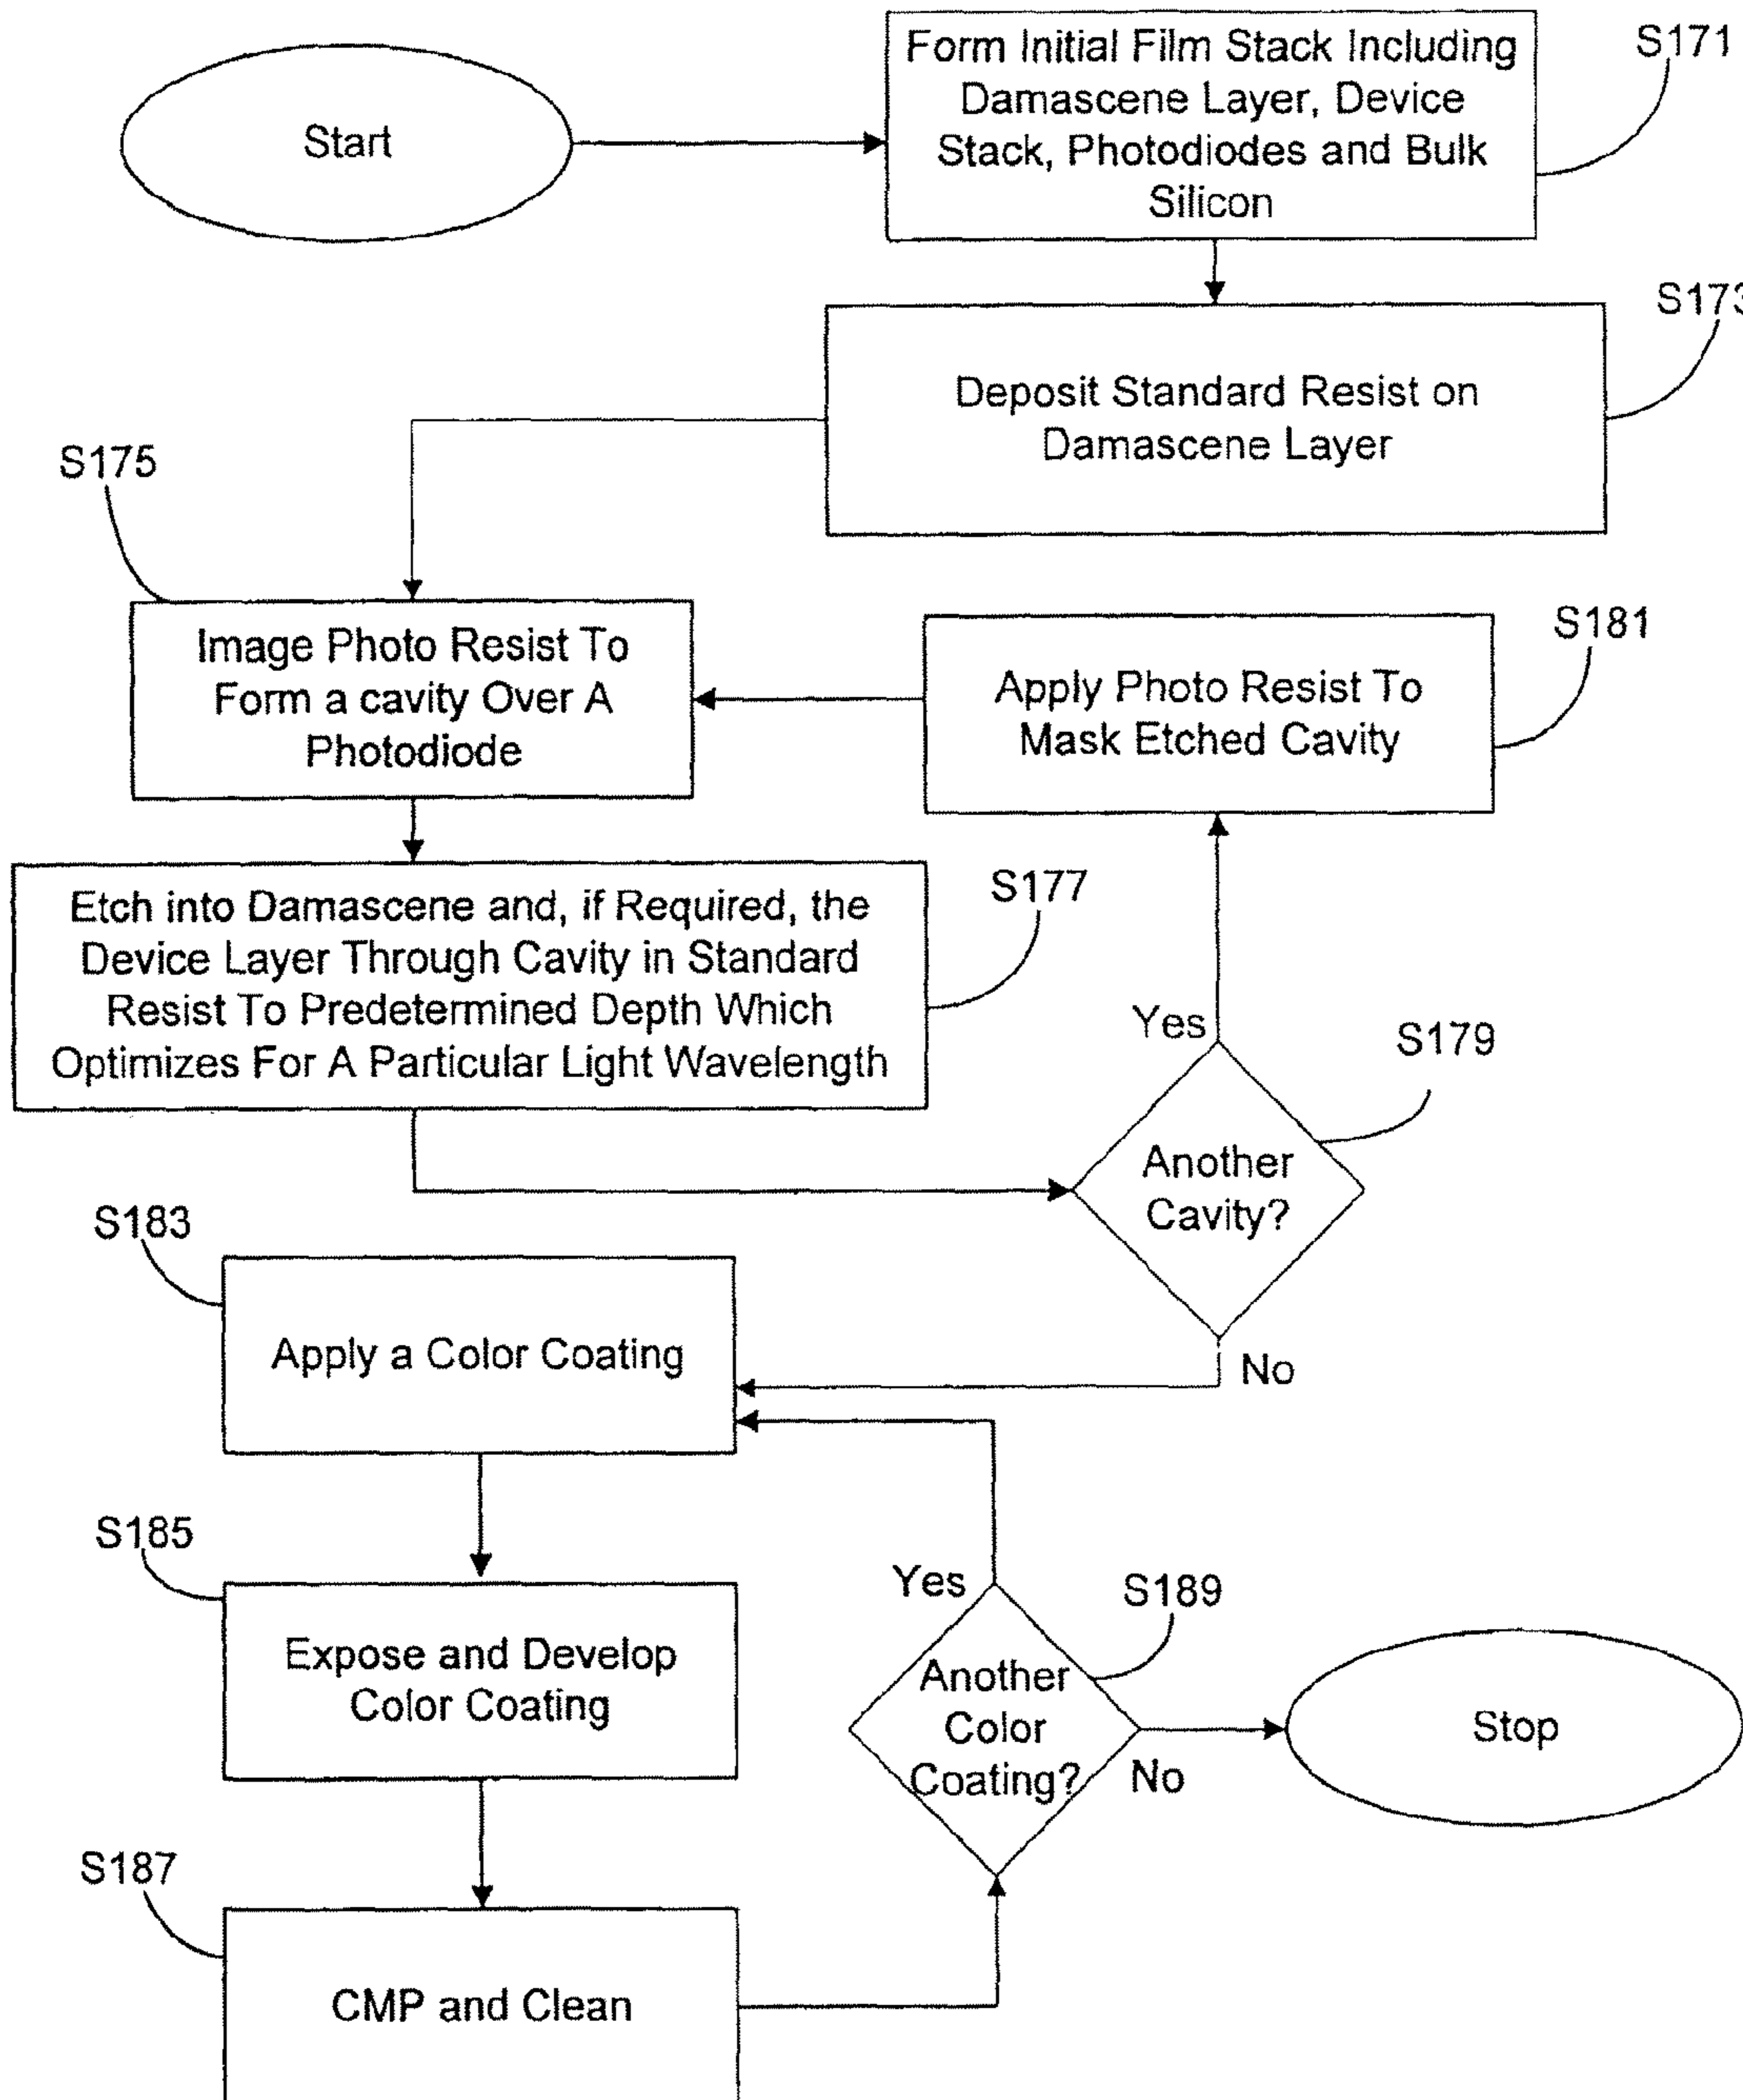 Start
Form Initial Film Stack Including
Damascene Layer, Device
Stack, Photodiodes and Bulk
Silicon
S171
S173
Deposit Standard Resist on
Damascene Layer
S175
Image Photo Resist To
Form a cavity Over A
Photodiode
S181
Apply Photo Resist To
Mask Etched Cavity
S177
Etch into Damascene and, if Required, the
Device Layer Through Cavity in Standard
Resist To Predetermined Depth Which
Optimizes For A Particular Light Wavelength
Yes
S179
Another
Cavity?
No
S183
Apply a Color Coating
S185
Expose and Develop
Color Coating
Yes
S189
Another
Color
Coating?
No
Stop
S187
CMP and Clean